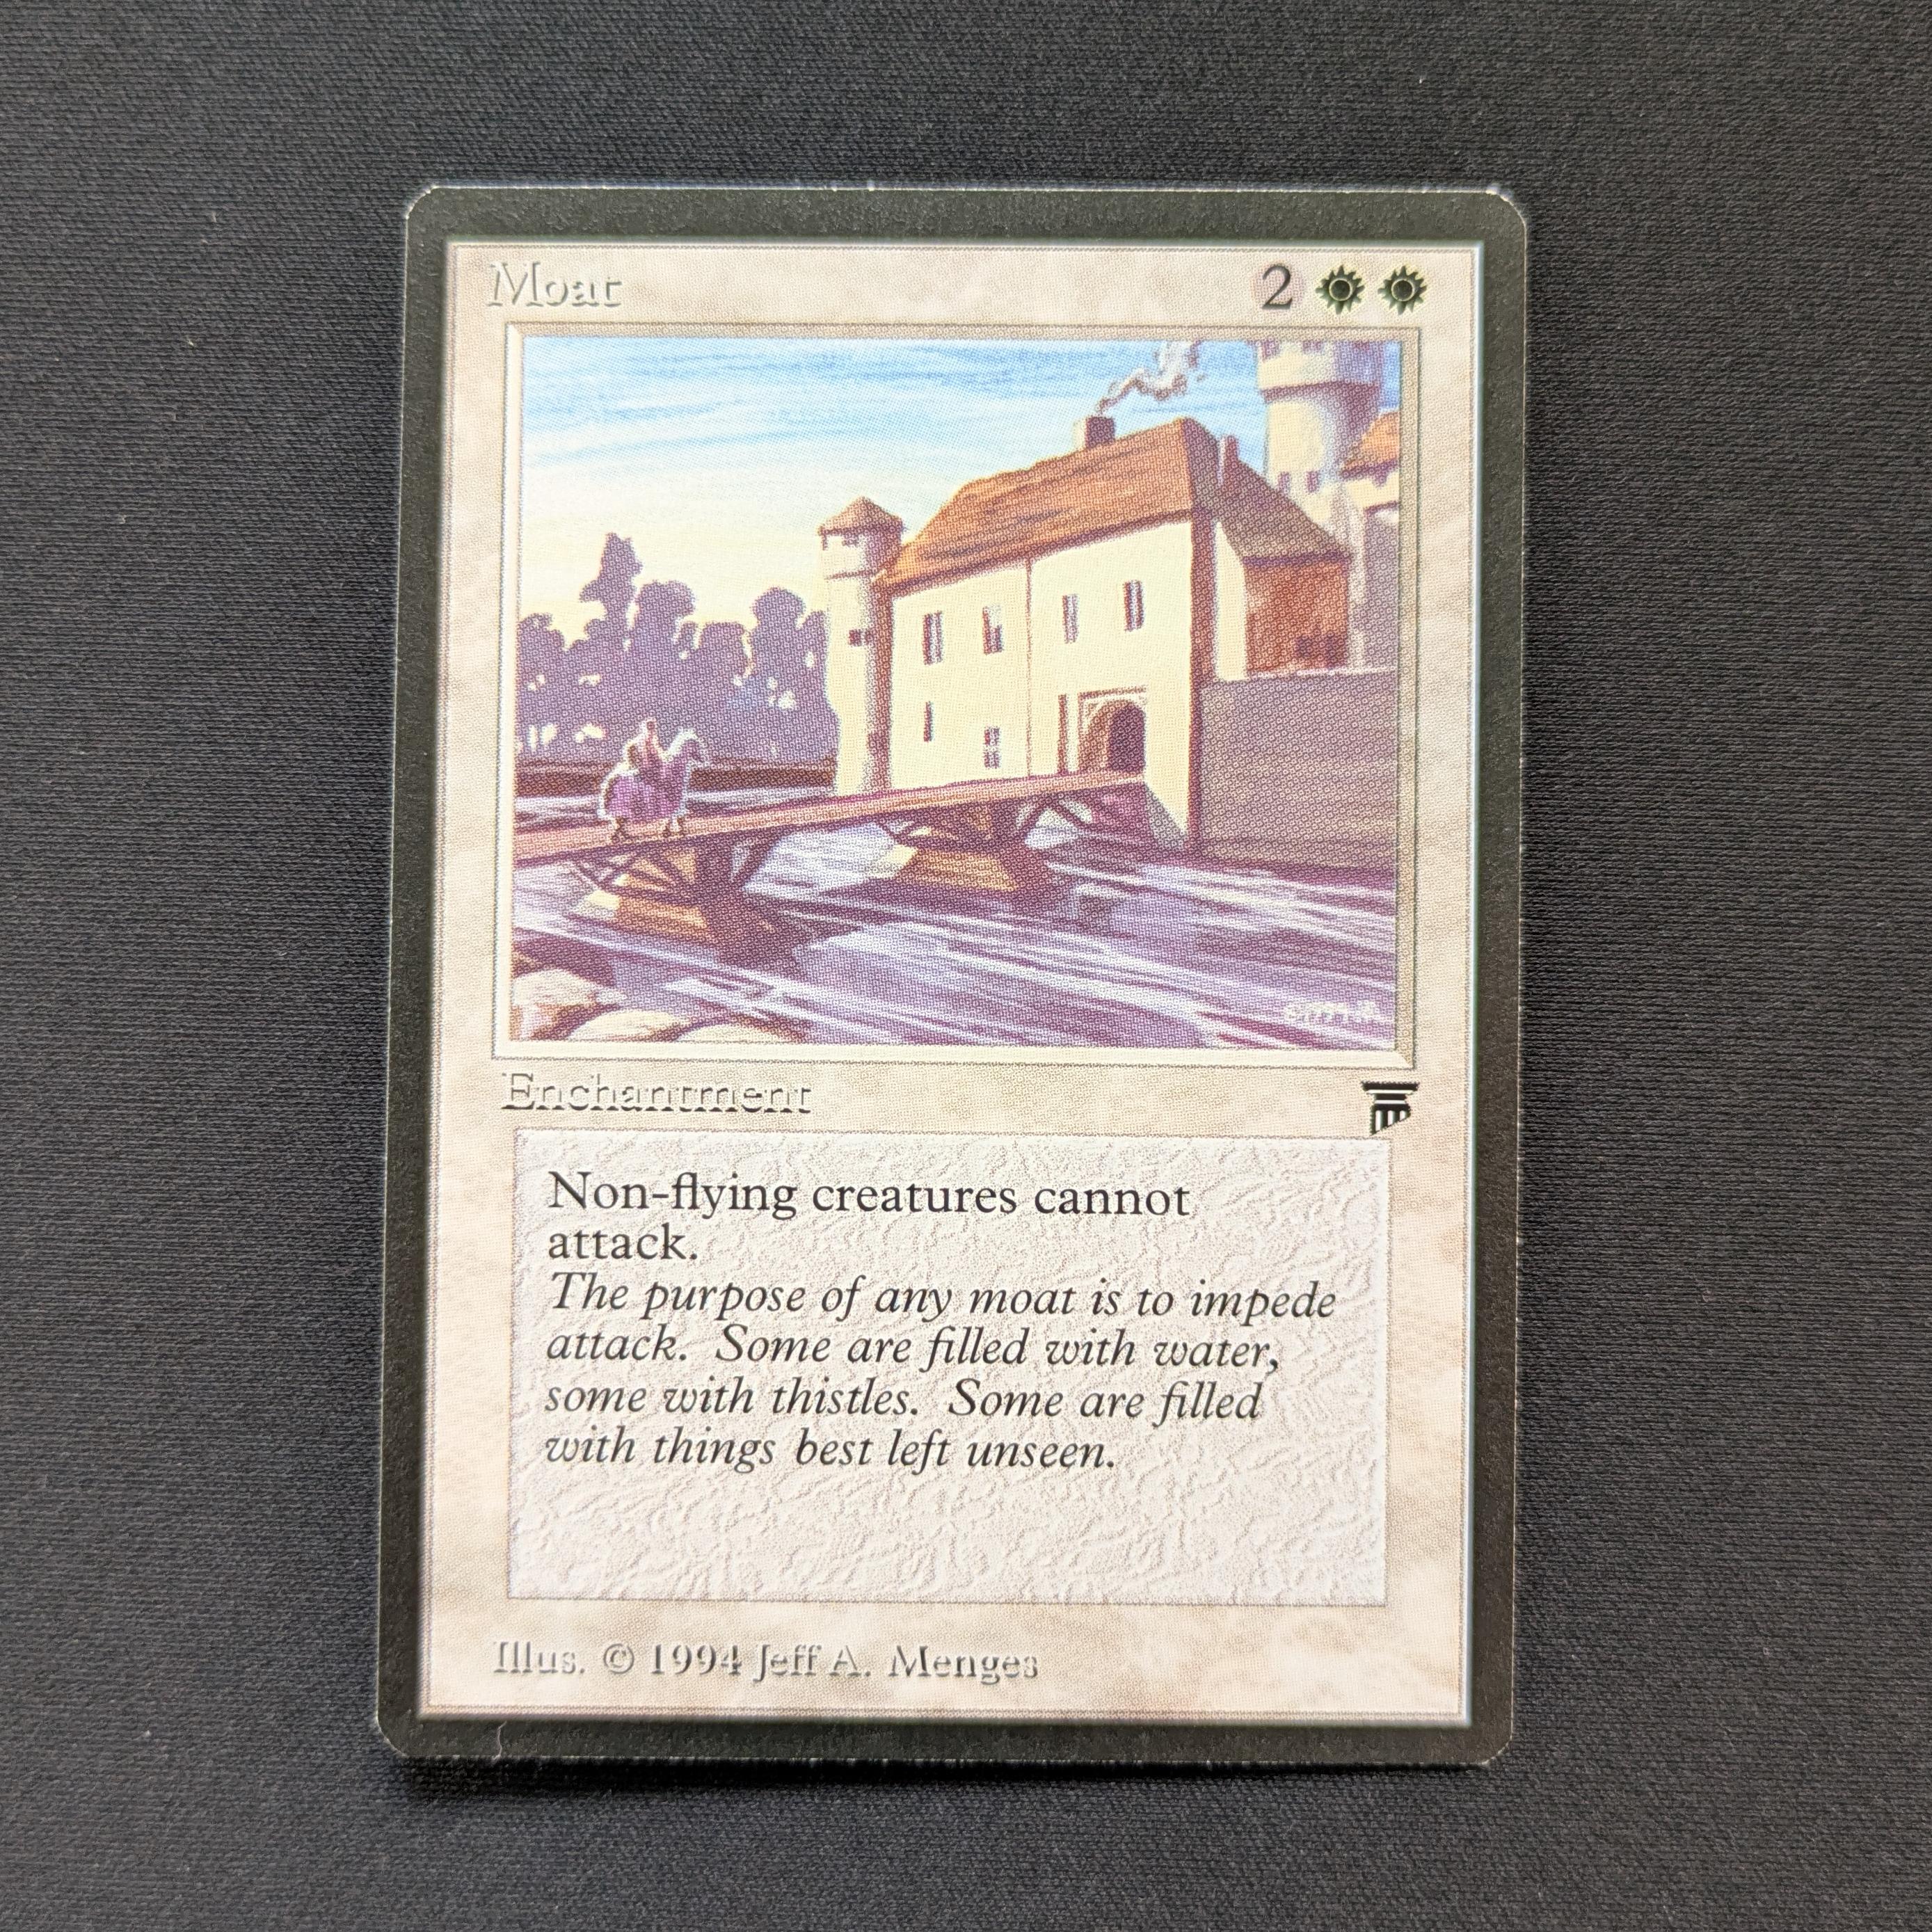 Moat 2
Enchantment
Non-flying creatures cannot
attack.
The purpose of any moat is to impede
attack. Some are filled with water,
some with thistles. Some are filled
with things best left unseen.
Illus. © 1994 Jeff A. Menges